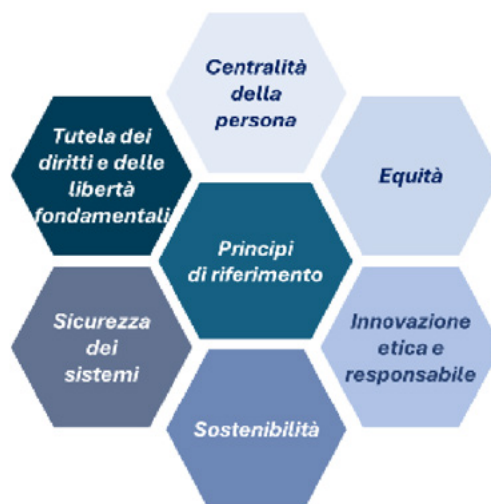 Centralità
della
persona
Tutela dei
diritti e delle
libertà
fondamentali
Equità
Principi
di riferimento
Sicurezza
dei
sistemi
Innovazione
etica e
responsabile
Sostenibilità